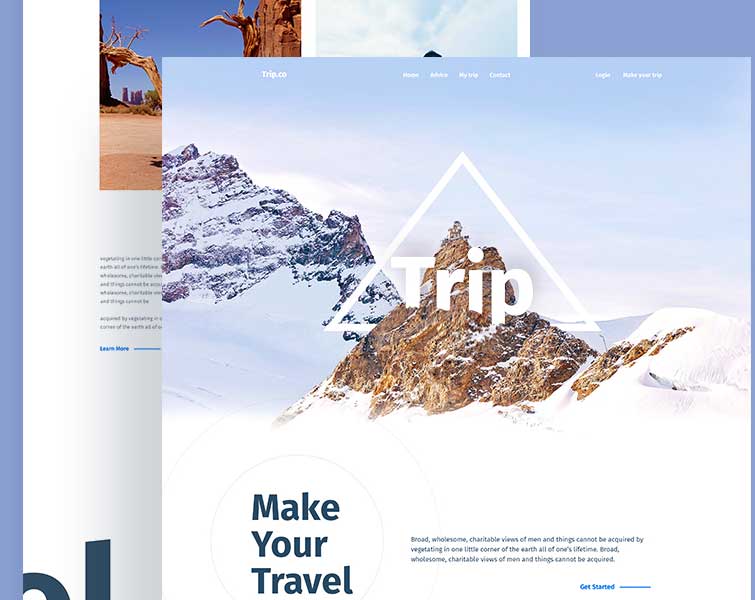 Trip.co
Home Advice My trip Contact
Login Make your trip
Trip
vegetating in one little
earth all of one's lifetime.
wholesome, charitable
and things cannot be acquired
wholesome, charitable
and things cannot be
acquired by vegetating in
corner of the earth all of
Learn More
Make
Your
Travel
Broad, wholesome, charitable views of men and things cannot be acquired by
vegetating in one little corner of the earth all of one's lifetime. Broad,
wholesome, charitable views of men and things cannot be acquired.
Get Started